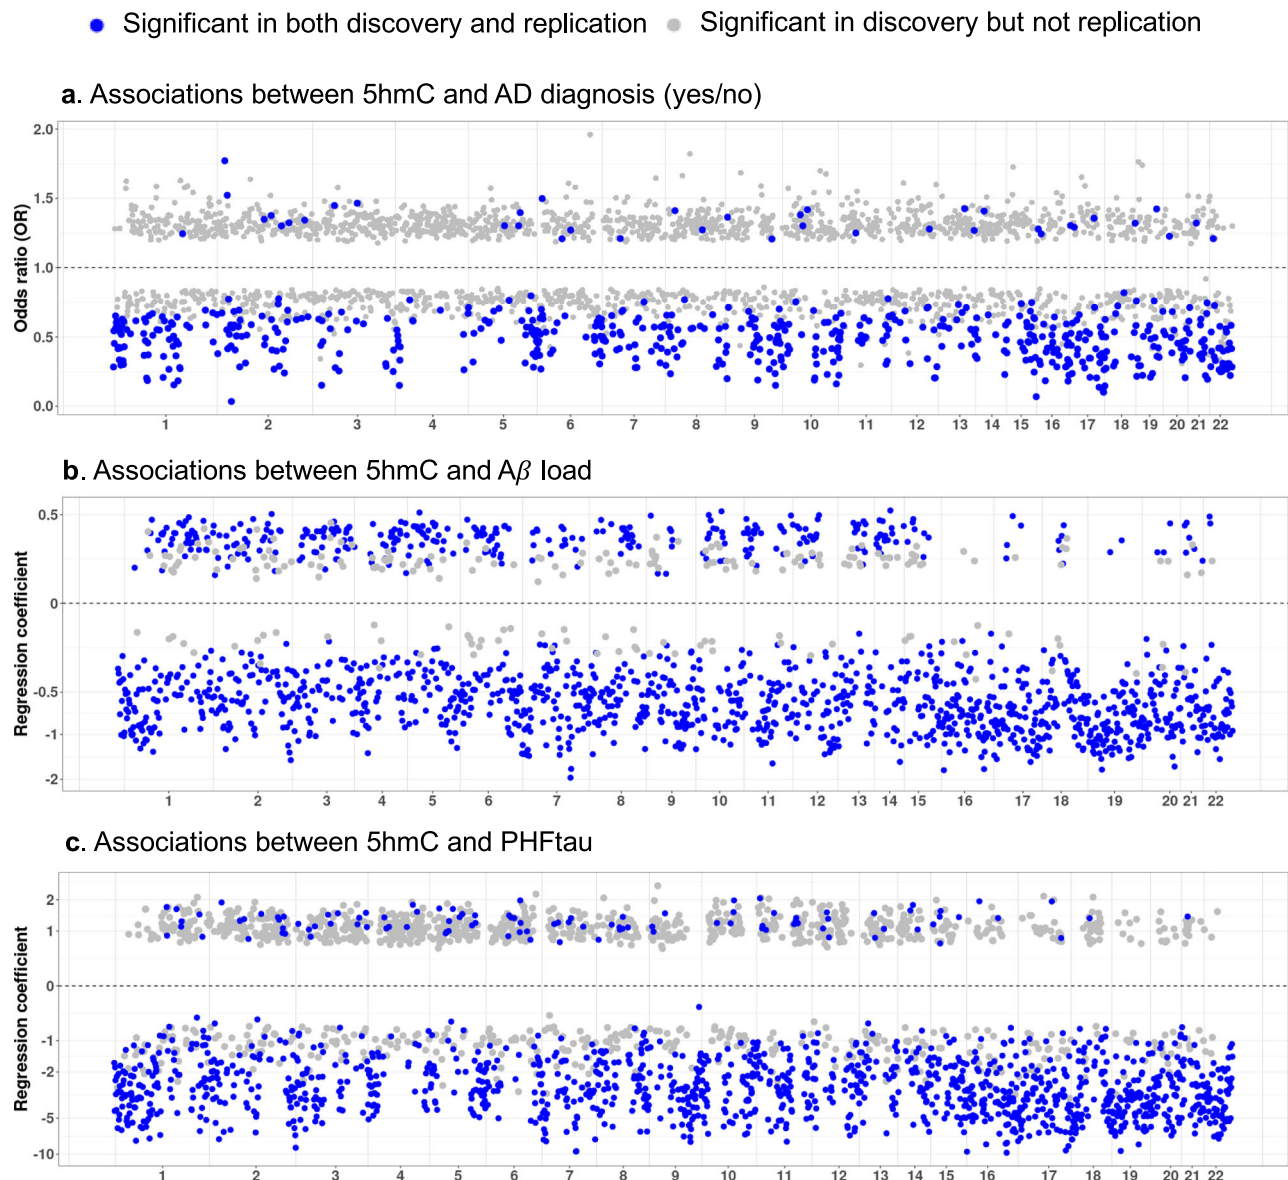 Significant in both discovery and replication Significant in discovery but not replication
a. Associations between 5hmC and AD diagnosis (yes/no)
Odds ratio (OR)
2.0
1.5
1.0
0.5
0.0
1 2 3 4 5 6 7 8 9 10 11 12 13 14 15 16 17 18 19 20 21 22
b. Associations between 5hmC and Aβ load
Regression coefficient
0.5
0
-0.5
-1
-2
1 2 3 4 5 6 7 8 9 10 11 12 13 14 15 16 17 18 19 20 21 22
c. Associations between 5hmC and PHFtau
Regression coefficient
2
1
0
-1
-2
-5
-10
1 2 3 4 5 6 7 8 9 10 11 12 13 14 15 16 17 18 19 20 21 22